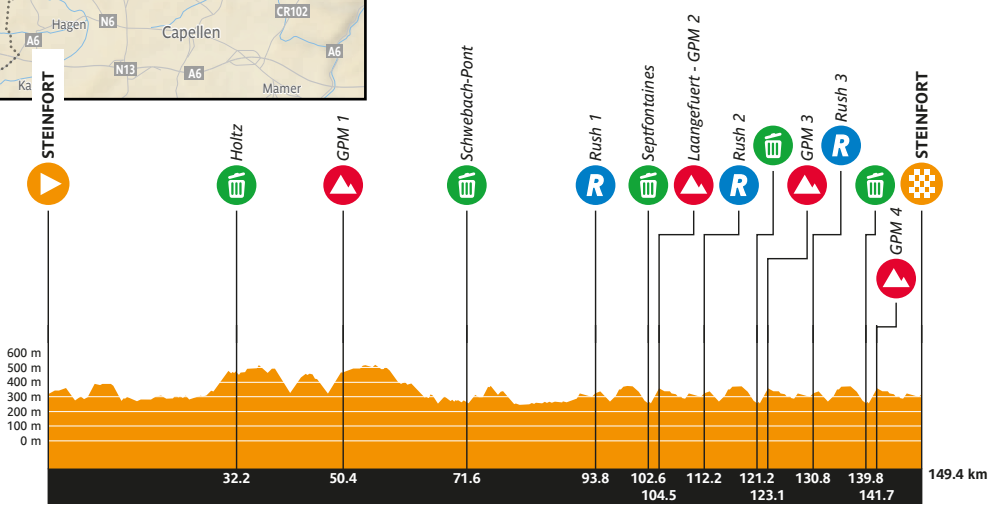 CR102
Hagen
N6
Capellen
A6
A6
N13
A6
Ka
Mamer
STEINFORT
Holtz
GPM 1
Schwebach-Pont
Rush 1
Septfontaines
Laangefuert - GPM 2
Rush 2
GPM 3
Rush 3
GPM 4
STEINFORT
R
R
R
600 m
500 m
400 m
300 m
200 m
100 m
0 m
32.2
50.4
71.6
93.8
102.6
112.2
121.2
130.8
139.8
149.4 km
104.5
123.1
141.7